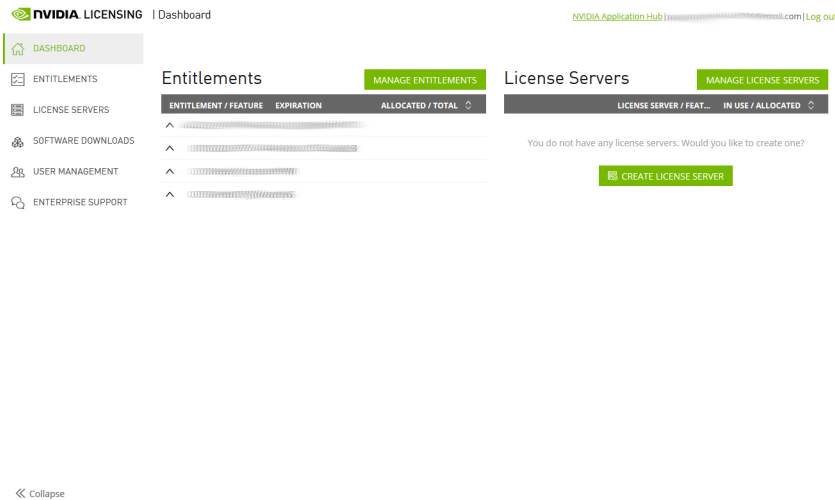 NVIDIA. LICENSING | Dashboard
NVIDIA Application Hub | .com | Log ou
DASHBOARD
ENTITLEMENTS
LICENSE SERVERS
SOFTWARE DOWNLOADS
USER MANAGEMENT
ENTERPRISE SUPPORT
Collapse
Entitlements
MANAGE ENTITLEMENTS
ENTITLEMENT / FEATURE EXPIRATION ALLOCATED / TOTAL
License Servers
MANAGE LICENSE SERVERS
LICENSE SERVER / FEAT... IN USE / ALLOCATED
You do not have any license servers. Would you like to create one?
CREATE LICENSE SERVER